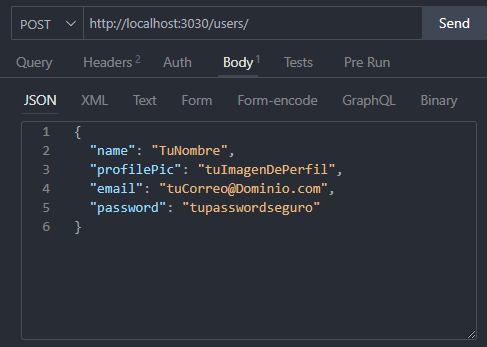 POST http://localhost:3030/users/ Send
Query Headers 2 Auth Body 1 Tests Pre Run
JSON XML Text Form Form-encode GraphQL Binary
1 {
2 "name": "TuNombre",
3 "profilePic": "tuImagenDePerfil",
4 "email": "tuCorreo@Dominio.com",
5 "password": "tupasswordseguro"
6 }